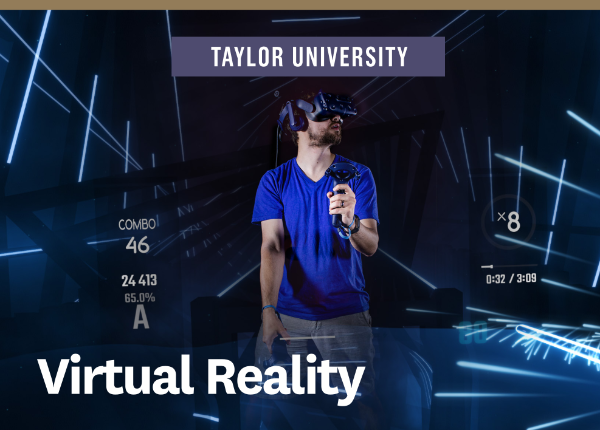 TAYLOR UNIVERSITY
COMBO
46
24 413
65.0%
A
×8
0:32 / 3:09
Virtual Reality